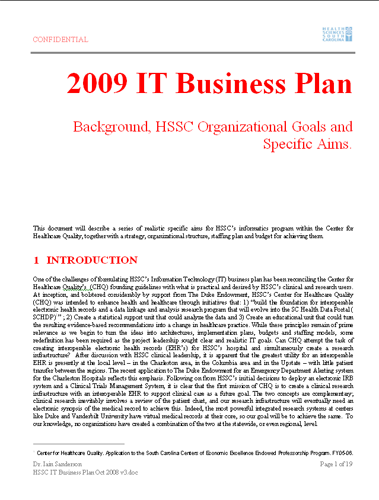 CONFIDENTIAL
HEALTH
SCIENCES
SOUTH
CAROLINA
2009 IT Business Plan
Background, HSSC Organizational Goals and
Specific Aims.
This document will describe a series of realistic specific aims for HSSC's informatics program within the Center for
Healthcare Quality, together with a strategy, organizational structure, staffing plan and budget for achieving them.
1 INTRODUCTION
One of the challenges of formulating HSSC's Information Technology (IT) business plan has been reconciling the Center for
Healthcare Quality's, (CHQ) founding guidelines with what is practical and desired by HSSC's clinical and research users.
At inception, and bolstered considerably by support from The Duke Endowment, HSSC's Center for Healthcare Quality
(CHQ) was intended to enhance health and healthcare through initiatives that: 1) "build the foundation for interoperable
electronic health records and a data linkage and analysis research program that will evolve into the SC Health Data Portal (
SCHDP) " ; 2) Create a statistical support unit that could analyze the data and 3) Create an educational unit that could turn
the resulting evidence-based recommendations into a change in healthcare practice. While these principles remain of prime
relevance as we begin to turn the ideas into architectures, implementation plans, budgets and staffing models, some
redefinition has been required as the project leadership sought clear and realistic IT goals. Can CHQ attempt the task of
creating interoperable electronic health records (EHR's) for HSSC's hospital and simultaneously create a research
infrastructure? After discussion with HSSC clinical leadership, it is apparent that the greatest utility for an interoperable
EHR is presently at the local level – in the Charleston area, in the Columbia area and in the Upstate – with little patient
transfer between the regions. The recent application to The Duke Endowment for an Emergency Department Alerting system
for the Charleston Hospitals reflects this emphasis. Following on from HSSC's initial decisions to deploy an electronic IRB
system and a Clinical Trials Management System, it is clear that the first mission of CHQ is to create a clinical research
infrastructure with an interoperable EHR to support clinical care as a future goal. The two concepts are complementary;
clinical research inevitably involves a review of the patient chart, and our research infrastructure will eventually need an
electronic synopsis of the medical record to achieve this. Indeed, the most powerful integrated research systems at centers
like Duke and Vanderbilt University have virtual medical records at their core, so our goal will be to achieve the same. To
our knowledge, no organizations have created a combination of the two at the statewide, or even regional, level.
1 Center for Healthcare Quality. Application to the South Carolina Centers of Economic Excellence Endowed Professorship Program. FY05-06.
Dr. Iain Sanderson
Page 1 of 19
HSSC IT Business Plan Oct 2008 v3.doc